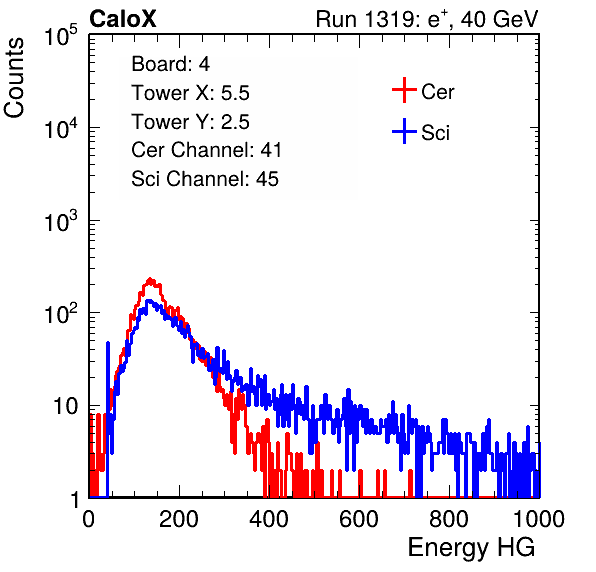 CaloX Run 1319: e⁺, 40 GeV
Counts
10⁵
10⁴
10³
10²
10
1
Board: 4
Tower X: 5.5
Tower Y: 2.5
Cer Channel: 41
Sci Channel: 45
Cer
Sci
0 200 400 600 800 1000
Energy HG